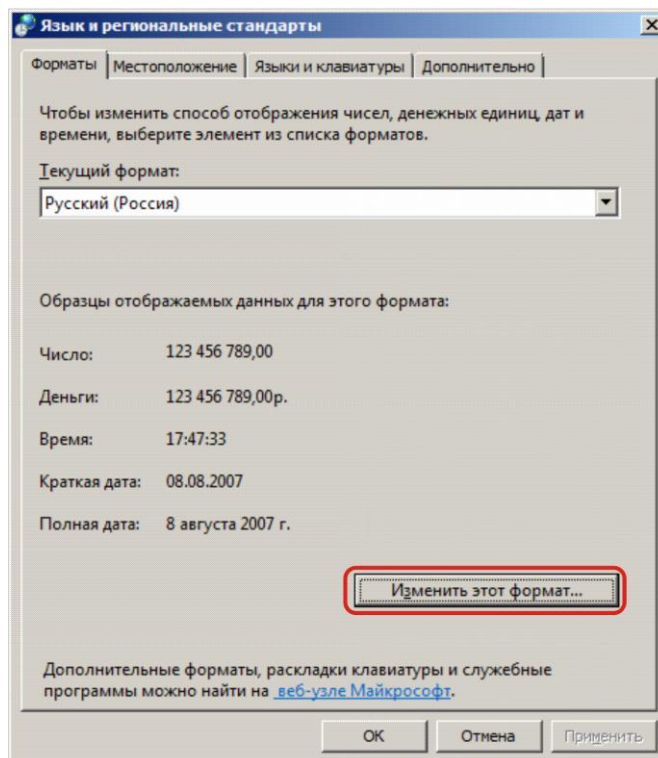 Язык и региональные стандарты
Форматы Местоположение Языки и клавиатуры Дополнительно
Чтобы изменить способ отображения чисел, денежных единиц, дат и
времени, выберите элемент из списка форматов.
Текущий формат:
Русский (Россия)
Образцы отображаемых данных для этого формата:
Число: 123 456 789,00
Деньги: 123 456 789,00р.
Время: 17:47:33
Краткая дата: 08.08.2007
Полная дата: 8 августа 2007 г.
Изменить этот формат...
Дополнительные форматы, раскладки клавиатуры и служебные
программы можно найти на веб-узле Майкрософт.
ОК Отмена Применить